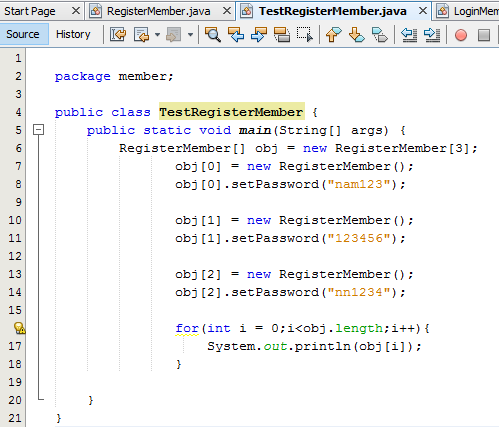 Start Page RegisterMember.java TestRegisterMember.java LoginMem
Source History
1
2 package member;
3
4 public class TestRegisterMember {
5 public static void main(String[] args) {
6 RegisterMember[] obj = new RegisterMember[3];
7 obj[0] = new RegisterMember();
8 obj[0].setPassword("nam123");
9
10 obj[1] = new RegisterMember();
11 obj[1].setPassword("123456");
12
13 obj[2] = new RegisterMember();
14 obj[2].setPassword("nn1234");
15
for(int i = 0;i<obj.length;i++){
17 System.out.println(obj[i]);
18 }
19
20 }
21 }